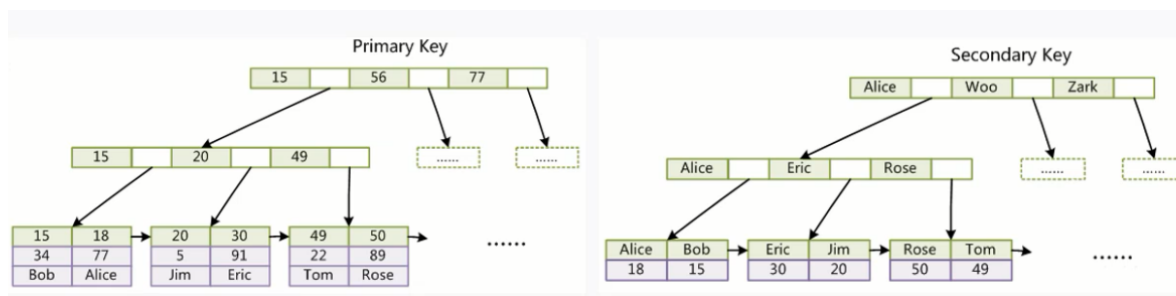 Primary Key
15 56 77
15 20 49
...... ......
15 18 20 30 49 50
34 77 5 91 22 89
Bob Alice Jim Eric Tom Rose
......
Secondary Key
Alice Woo Zark
Alice Eric Rose
...... ......
Alice Bob Eric Jim Rose Tom
18 15 30 20 50 49
......